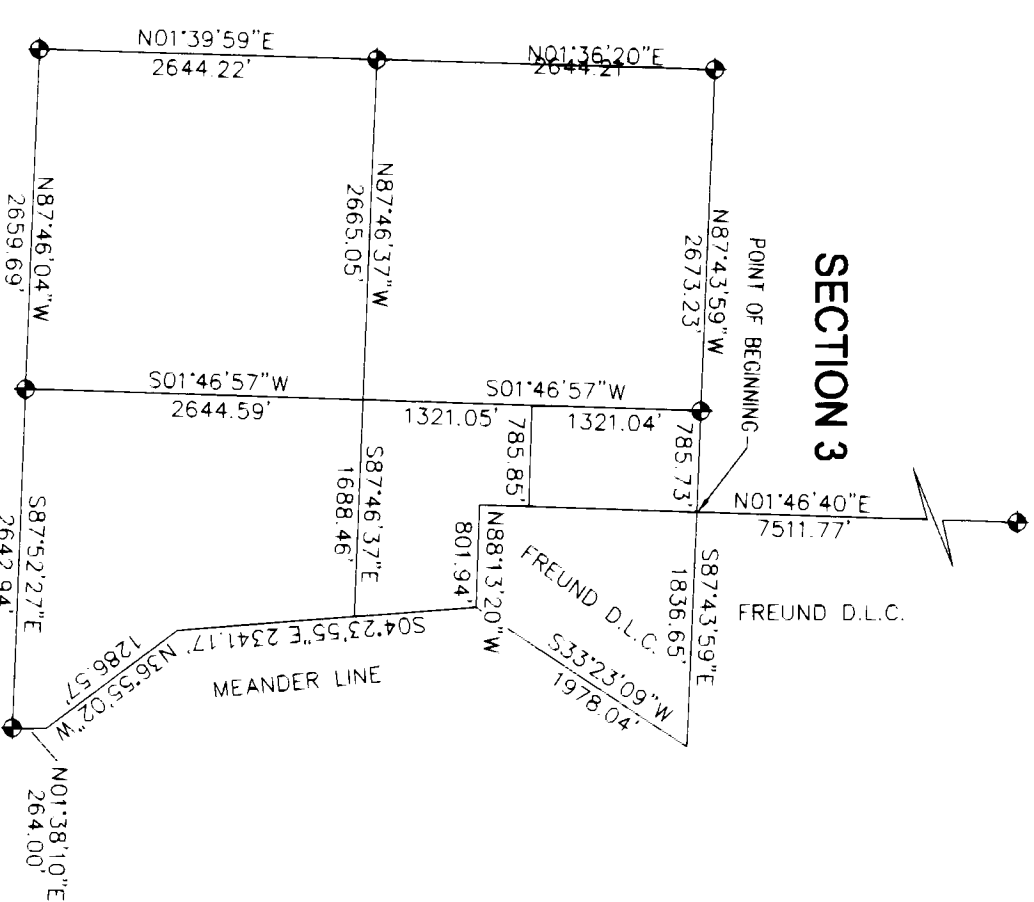 N01°39'59"E
2644.22'
N01°36'20"E
2644.21'
N87°46'04"W
2659.69'
N87°46'37"W
2665.05'
N87°43'59"W
2673.23'
POINT OF BEGINNING
SECTION 3
S01°46'57"W
2644.59'
S01°46'57"W
1321.05'
1321.04'
785.85'
785.73'
N01°46'40"E
7511.77'
S87°52'27"E
2642.94'
S87°46'37"E
1688.46'
N88°13'20"W
801.94'
FREUND D.L.C.
S87°43'59"E
1836.65'
FREUND D.L.C.
S33°23'09"W
1978.04'
S04°23'55"E 2341.17'
N36°55'02"W
1286.57'
MEANDER LINE
N01°38'10"E
264.00'